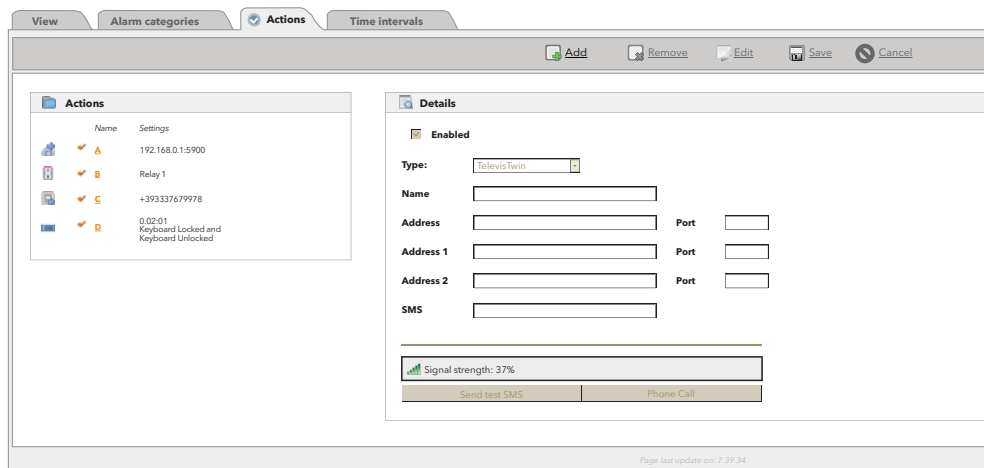 View Alarm categories Actions Time intervals
Add Remove Edit Save Cancel
Actions
Name Settings
A 192.168.0.1:5900
B Relay 1
C +393337679978
D 0.02:01
Keyboard Locked and
Keyboard Unlocked
Details
Enabled
Type: TelevisTwin
Name
Address Port
Address 1 Port
Address 2 Port
SMS
Signal strength: 37%
Send test SMS Phone Call
Page last update on: 7.39.34